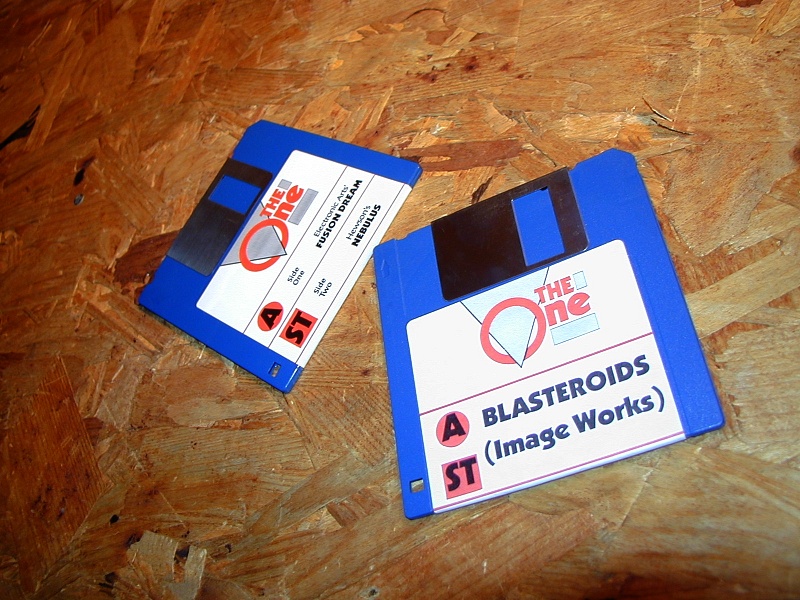 THE
One
Side
One
Electronic Arts'
FUSION DREAM
Side
Two
Hewson's
NEBULUS
A
ST
THE
One
A BLASTEROIDS
ST (Image Works)